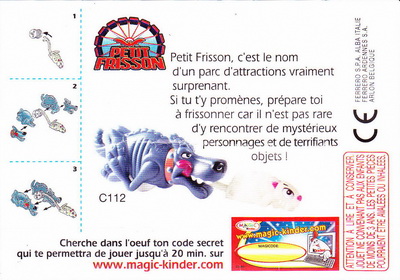 1
2
3
PETIT
FRISSON
Petit Frisson, c'est le nom
d'un parc d'attractions vraiment
surprenant.
Si tu t'y promènes, prépare toi
à frissonner car il n'est pas rare
d'y rencontrer de mystérieux
personnages et de terrifiants
objets !
C112
www.magic-kinder.com
MAGICODE
Cherche dans l'oeuf ton code secret
qui te permettra de jouer jusqu'à 20 min. sur
www.magic-kinder.com
FERRERO S.P.A. ALBA ITALIE
FERRERO ARDENNES S.A.
ARLON BELGIQUE
CE
ATTENTION A LIRE ET A CONSERVER:
JOUET NE CONVENANT PAS AUX ENFANTS
DE MOINS DE 3 ANS. LES PETITES PIECES
POURRAIENT ETRE AVALEES OU INHALEES.